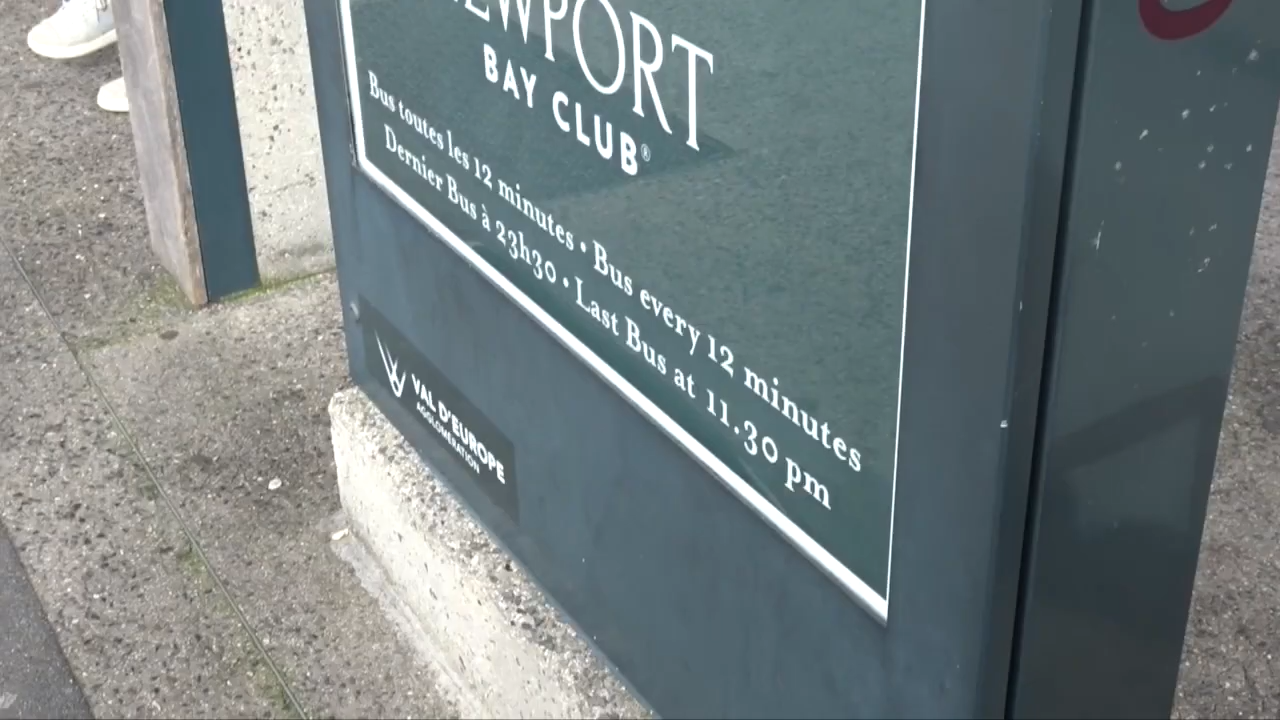 NEWPORT
BAY CLUB®
Bus toutes les 12 minutes • Bus every 12 minutes
Dernier Bus à 23h30 • Last Bus at 11.30 pm
VAL D'EUROPE
AGGLOMÉRATION